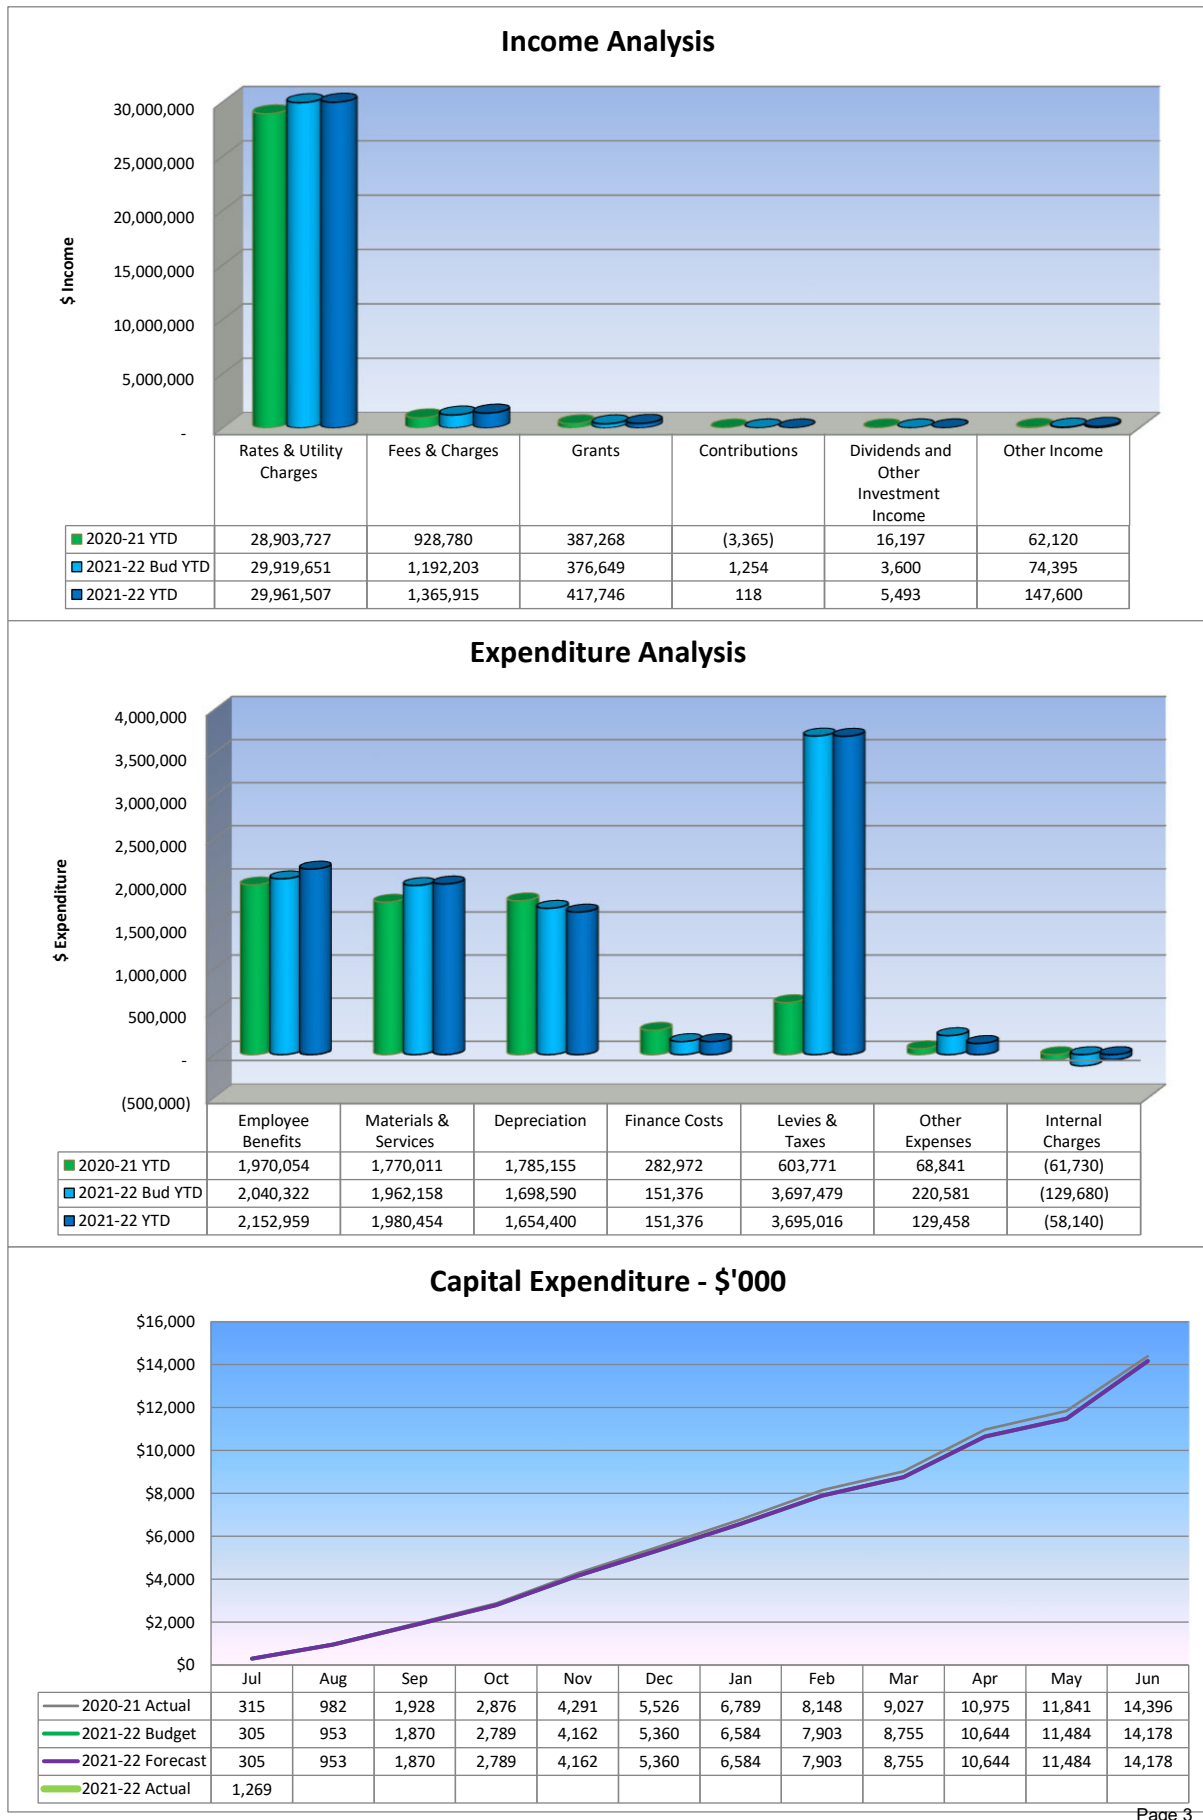 Income Analysis
30,000,000
25,000,000
20,000,000
15,000,000
10,000,000
5,000,000
-
$ Income
Rates & Utility Charges
Fees & Charges
Grants
Contributions
Dividends and Other Investment Income
Other Income
2020-21 YTD 28,903,727 928,780 387,268 (3,365) 16,197 62,120
2021-22 Bud YTD 29,919,651 1,192,203 376,649 1,254 3,600 74,395
2021-22 YTD 29,961,507 1,365,915 417,746 118 5,493 147,600
Expenditure Analysis
4,000,000
3,500,000
3,000,000
2,500,000
2,000,000
1,500,000
1,000,000
500,000
-
(500,000)
$ Expenditure
Employee Benefits
Materials & Services
Depreciation
Finance Costs
Levies & Taxes
Other Expenses
Internal Charges
2020-21 YTD 1,970,054 1,770,011 1,785,155 282,972 603,771 68,841 (61,730)
2021-22 Bud YTD 2,040,322 1,962,158 1,698,590 151,376 3,697,479 220,581 (129,680)
2021-22 YTD 2,152,959 1,980,454 1,654,400 151,376 3,695,016 129,458 (58,140)
Capital Expenditure - $'000
$16,000
$14,000
$12,000
$10,000
$8,000
$6,000
$4,000
$2,000
$0
Jul Aug Sep Oct Nov Dec Jan Feb Mar Apr May Jun
2020-21 Actual 315 982 1,928 2,876 4,291 5,526 6,789 8,148 9,027 10,975 11,841 14,396
2021-22 Budget 305 953 1,870 2,789 4,162 5,360 6,584 7,903 8,755 10,644 11,484 14,178
2021-22 Forecast 305 953 1,870 2,789 4,162 5,360 6,584 7,903 8,755 10,644 11,484 14,178
2021-22 Actual 1,269
Page 3